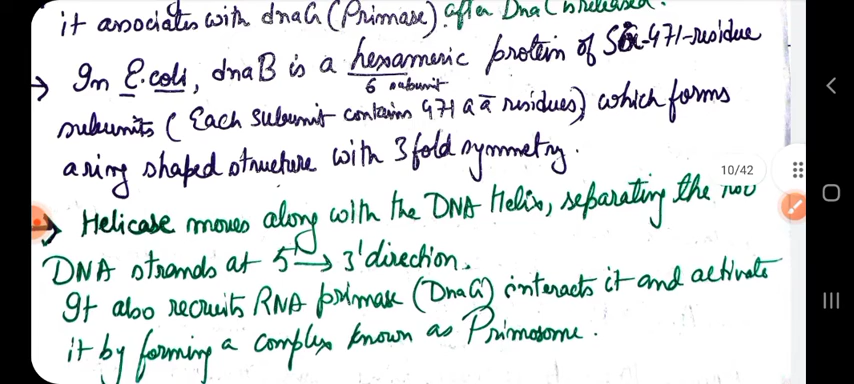 it associates with dnaG (Primase). after DnaC is released.
→ In E.coli, dnaB is a hexameric protein of 471-residue
6 subunit
subunits (Each subunit contains 471 aa residues) which forms
a ring shaped structure with 3 fold symmetry.
10/42
→ Helicase moves along with the DNA Helix, separating the two
DNA strands at 5' → 3' direction.
It also recruits RNA primase (DnaG) interacts it and activate
it by forming a complex known as Primosome.